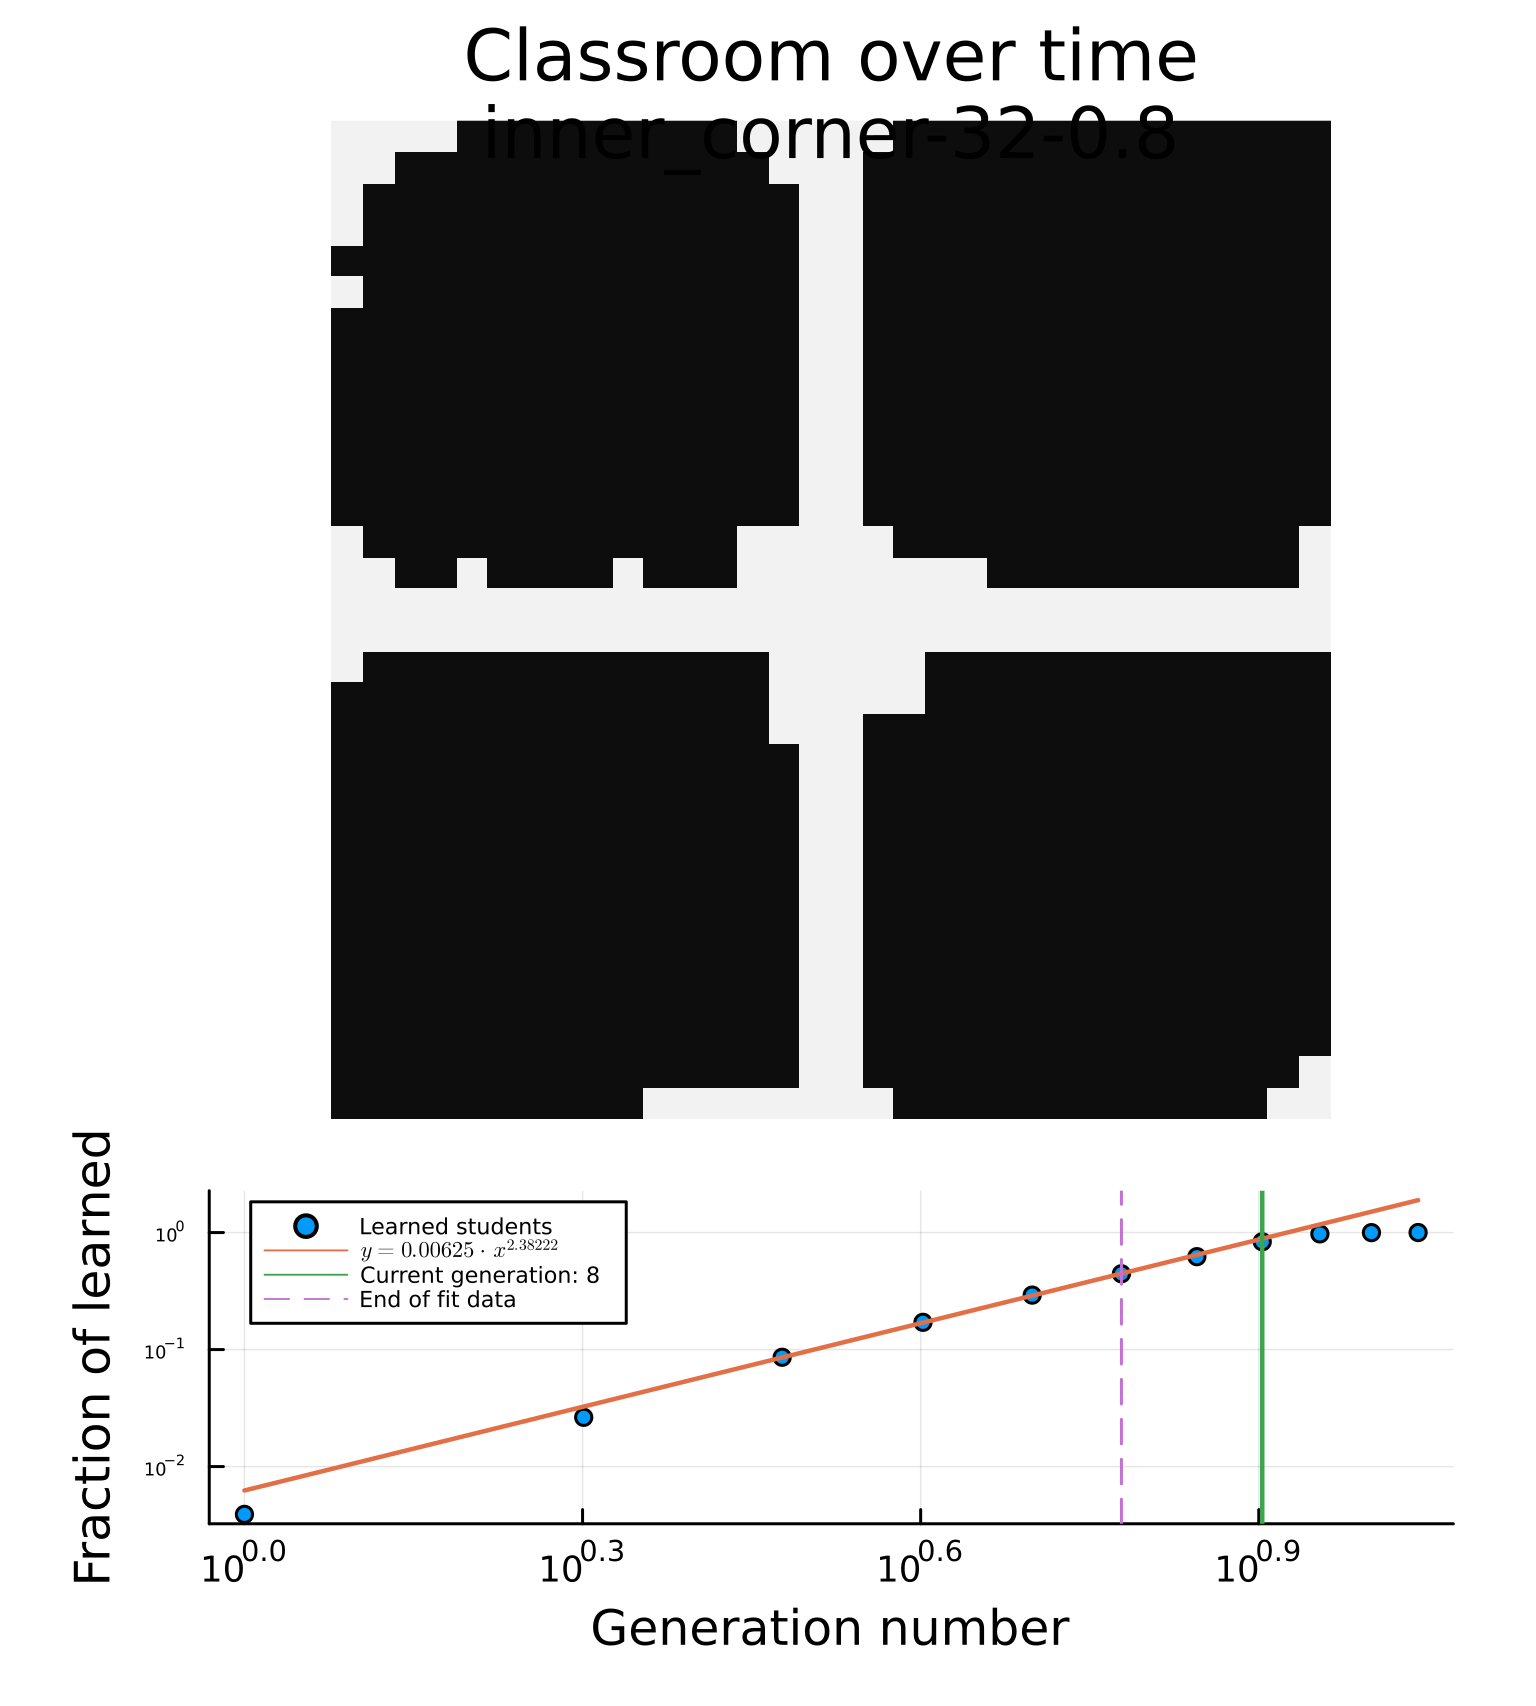 Classroom over time
inner_corner-32-0.8
Fraction of learned
10^0
10^−1
10^−2
Learned students
y = 0.00625 · x^2.38222
Current generation: 8
End of fit data
10^0.0 10^0.3 10^0.6 10^0.9
Generation number